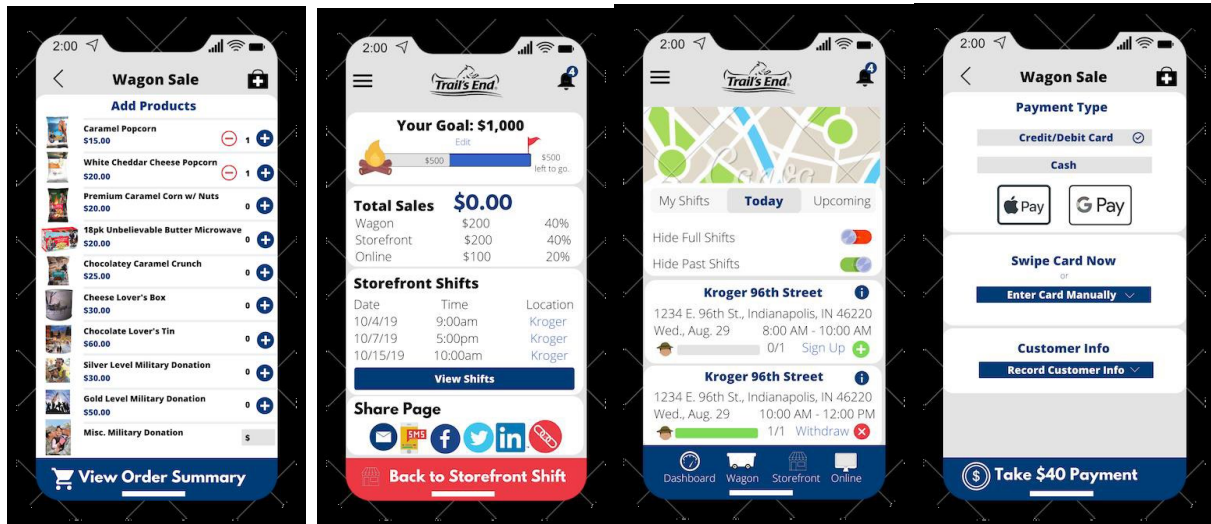 2:00
Wagon Sale
Add Products
Caramel Popcorn
$15.00
1
White Cheddar Cheese Popcorn
$20.00
1
Premium Caramel Corn w/ Nuts
$20.00
0
18pk Unbelievable Butter Microwave
$20.00
0
Chocolatey Caramel Crunch
$25.00
0
Cheese Lover's Box
$30.00
0
Chocolate Lover's Tin
$60.00
0
Silver Level Military Donation
$30.00
0
Gold Level Military Donation
$50.00
0
Misc. Military Donation
$
View Order Summary
2:00
Trail's End.
4
Your Goal: $1,000
Edit
$500
$500
left to go.
Total Sales $0.00
Wagon $200 40%
Storefront $200 40%
Online $100 20%
Storefront Shifts
Date Time Location
10/4/19 9:00am Kroger
10/7/19 5:00pm Kroger
10/15/19 10:00am Kroger
View Shifts
Share Page
SMS
f
in
Back to Storefront Shift
2:00
Trail's End.
4
Canva
My Shifts Today Upcoming
Hide Full Shifts
Hide Past Shifts
Kroger 96th Street
1234 E. 96th St., Indianapolis, IN 46220
Wed., Aug. 29 8:00 AM - 10:00 AM
0/1 Sign Up
Kroger 96th Street
1234 E. 96th St., Indianapolis, IN 46220
Wed., Aug. 29 10:00 AM - 12:00 PM
1/1 Withdraw
Dashboard Wagon Storefront Online
2:00
Wagon Sale
Payment Type
Credit/Debit Card
Cash
Pay
G Pay
Swipe Card Now
or
Enter Card Manually
Customer Info
Record Customer Info
$ Take $40 Payment